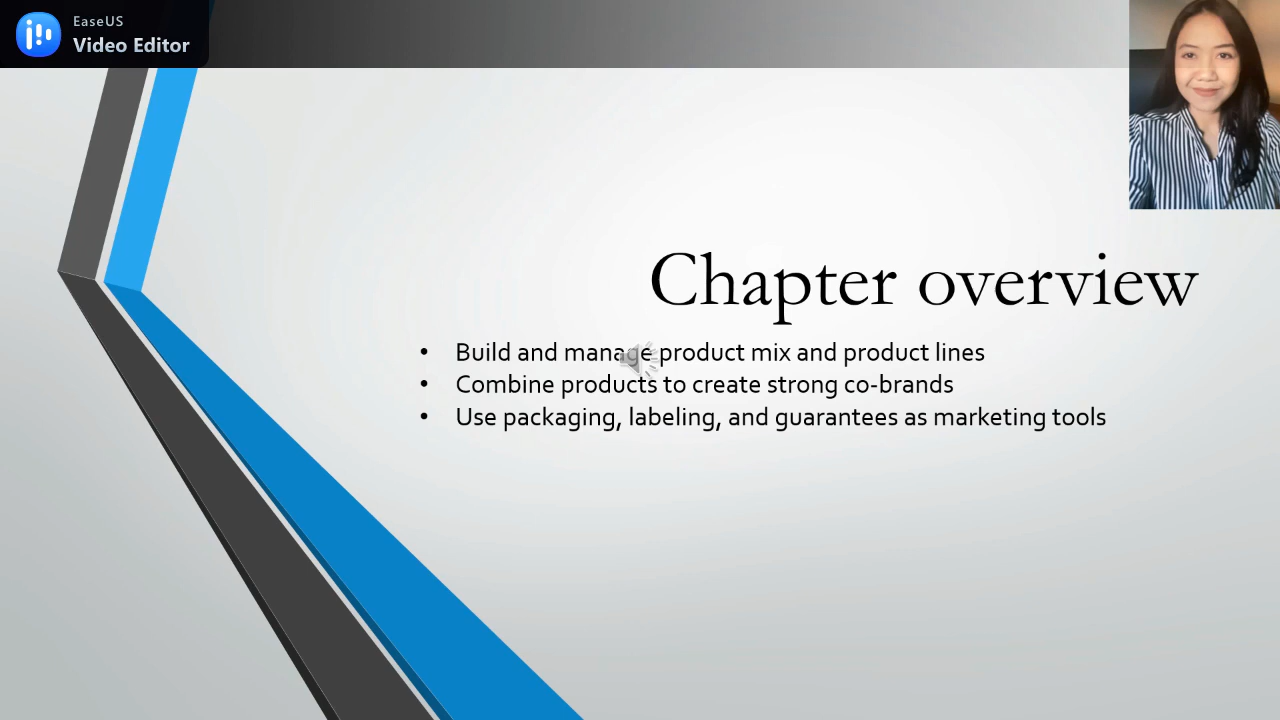 EaseUS
Video Editor
Chapter overview
• Build and manage product mix and product lines
• Combine products to create strong co-brands
• Use packaging, labeling, and guarantees as marketing tools